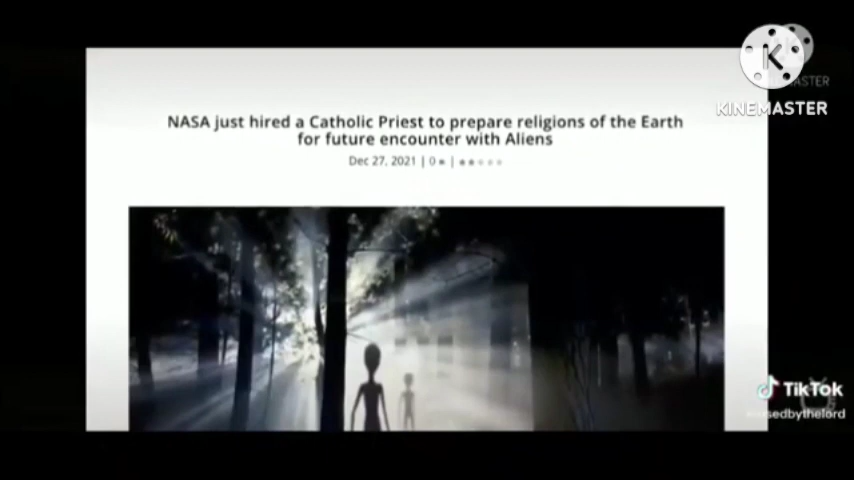 NASA just hired a Catholic Priest to prepare religions of the Earth
for future encounter with Aliens
Dec 27, 2021 | 0
K
KINEMASTER
TikTok